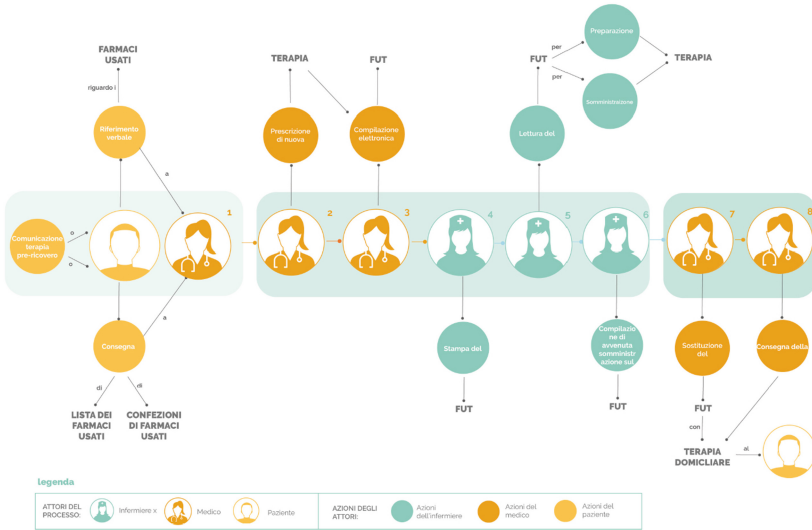 FARMACI
USATI
riguardo i
Riferimento
verbale
a
TERAPIA
FUT
Prescrizione
di nuova
Compilazione
elettronica
FUT
per
per
Preparazione
Somministrazione
TERAPIA
Lettura del
1
2
3
4
5
6
7
8
Comunicazione
terapia
pre-ricovero
o
o
a
Consegna
di
di
LISTA DEI
FARMACI
USATI
CONFEZIONI
DI FARMACI
USATI
Stampa del
FUT
Compilazio
ne di
avvenuta
somministr
azione sul
FUT
Sostituzione
del
FUT
con
TERAPIA
DOMICLIARE
Consegna della
al
legenda
ATTORI DEL
PROCESSO:
Infermiere x
Medico
Paziente
AZIONI DEGLI
ATTORI:
Azioni
dell'infermiere
Azioni del
medico
Azioni del
paziente